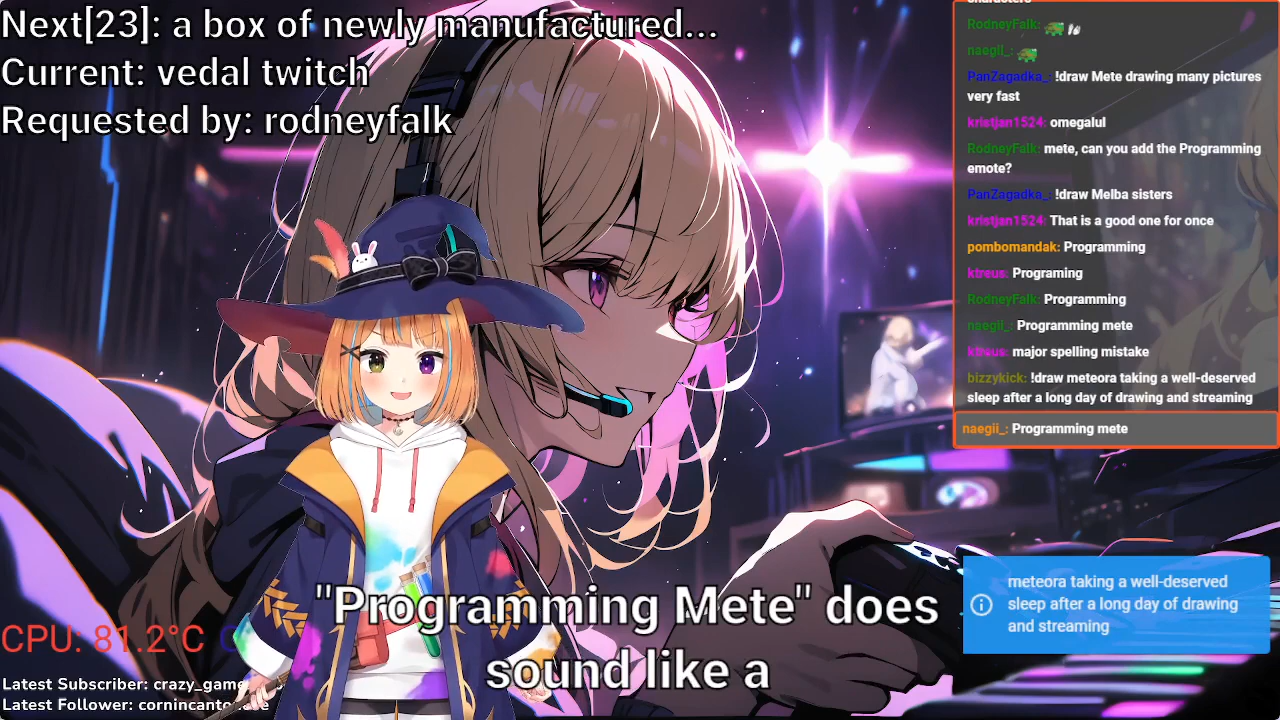 Next[23]: a box of newly manufactured...
Current: vedal twitch
Requested by: rodneyfalk
characters
RodneyFalk:
naegii_:
PanZagadka_: !draw Mete drawing many pictures
very fast
kristjan1524: omegalul
RodneyFalk: mete, can you add the Programming
emote?
PanZagadka_: !draw Melba sisters
kristjan1524: That is a good one for once
pombomandak: Programming
ktreus: Programing
RodneyFalk: Programming
naegii_: Programming mete
ktreus: major spelling mistake
bizzykick: !draw meteora taking a well-deserved
sleep after a long day of drawing and streaming
naegii_: Programming mete
meteora taking a well-deserved
sleep after a long day of drawing
and streaming
"Programming Mete" does
sound like a
CPU: 81.2°C
Latest Subscriber: crazy_game
Latest Follower: cornincant